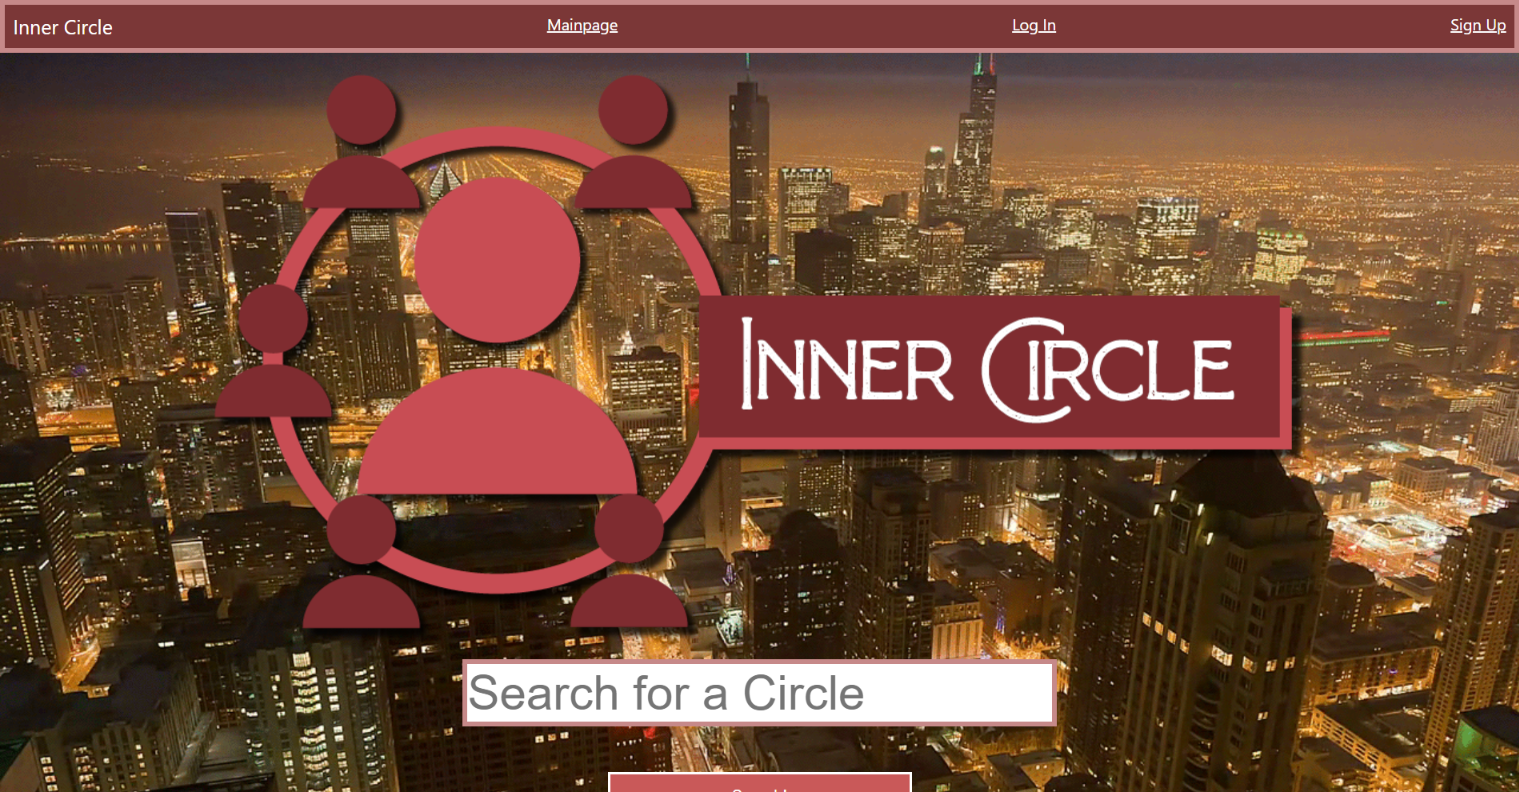 Inner Circle
Mainpage
Log In
Sign Up
Inner Circle
Search for a Circle